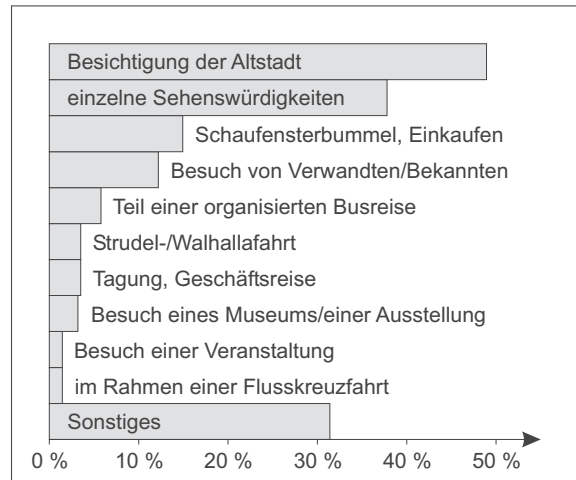 Besichtigung der Altstadt
einzelne Sehenswürdigkeiten
Schaufensterbummel, Einkaufen
Besuch von Verwandten/Bekannten
Teil einer organisierten Busreise
Strudel-/Walhallafahrt
Tagung, Geschäftsreise
Besuch eines Museums/einer Ausstellung
Besuch einer Veranstaltung
im Rahmen einer Flusskreuzfahrt
Sonstiges
0 % 10 % 20 % 30 % 40 % 50 %